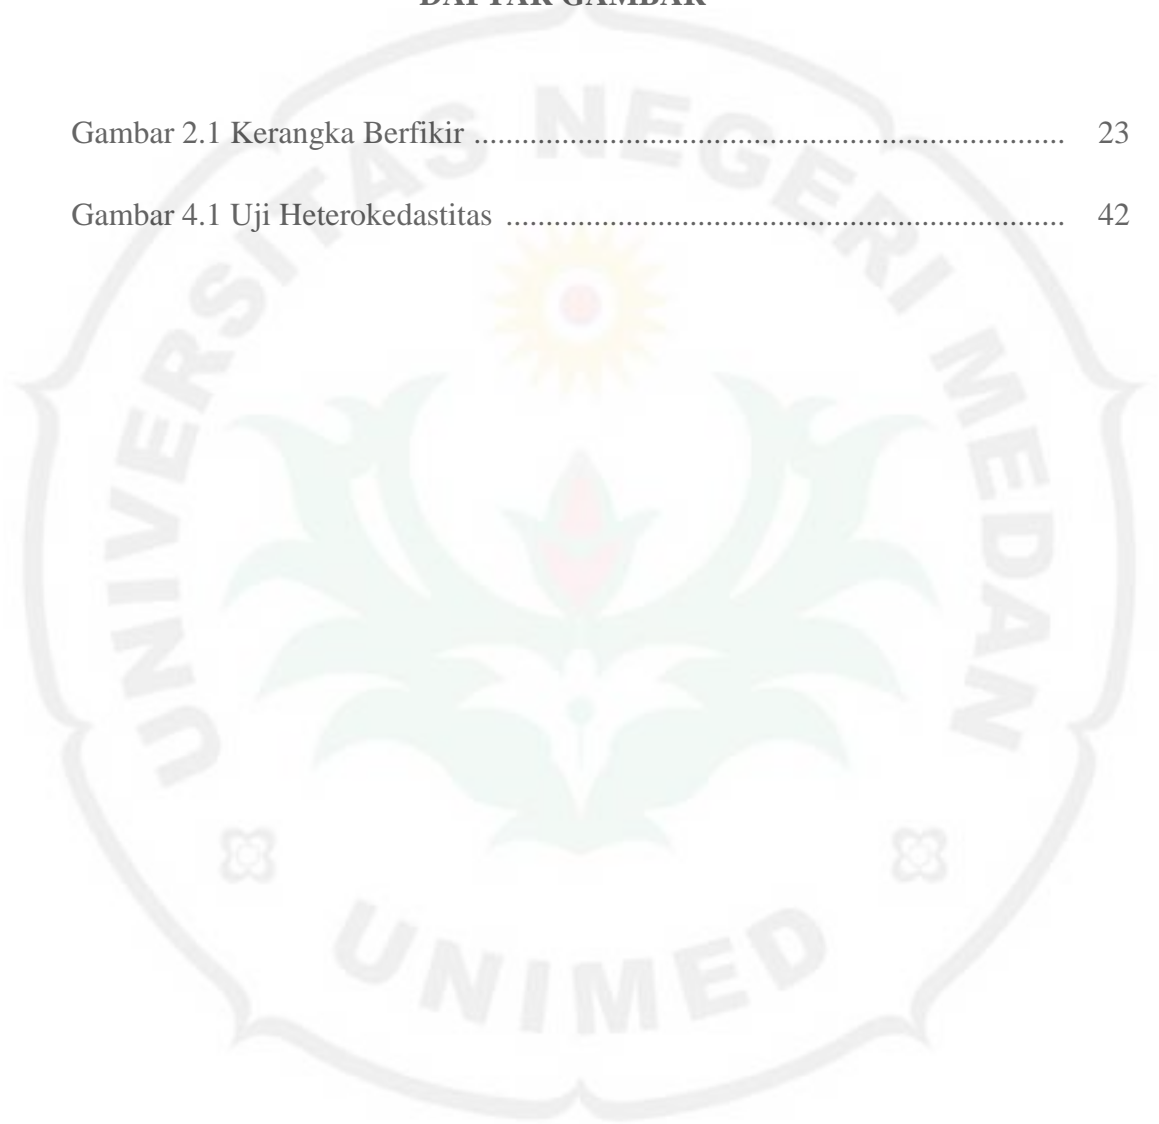 DAFTAR GAMBAR
Gambar 2.1 Kerangka Berfikir ................................................................... 23
Gambar 4.1 Uji Heterokedastitas ............................................................... 42
UNIVERSITAS NEGERI MEDAN
UNIMED